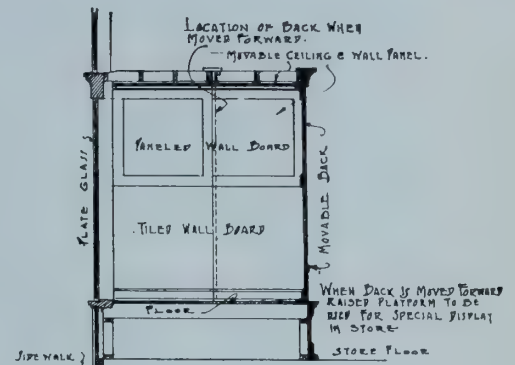 LOCATION OF BACK WHEN
MOVED FORWARD.
MOVABLE CEILING & WALL PANEL.
PANELED WALL BOARD
PLATE GLASS
MOVABLE BACK
TILED WALL BOARD
WHEN BACK IS MOVED FORWARD
RAISED PLATFORM TO BE
USED FOR SPECIAL DISPLAY
IN STORE
FLOOR
SIDEWALK
STORE FLOOR